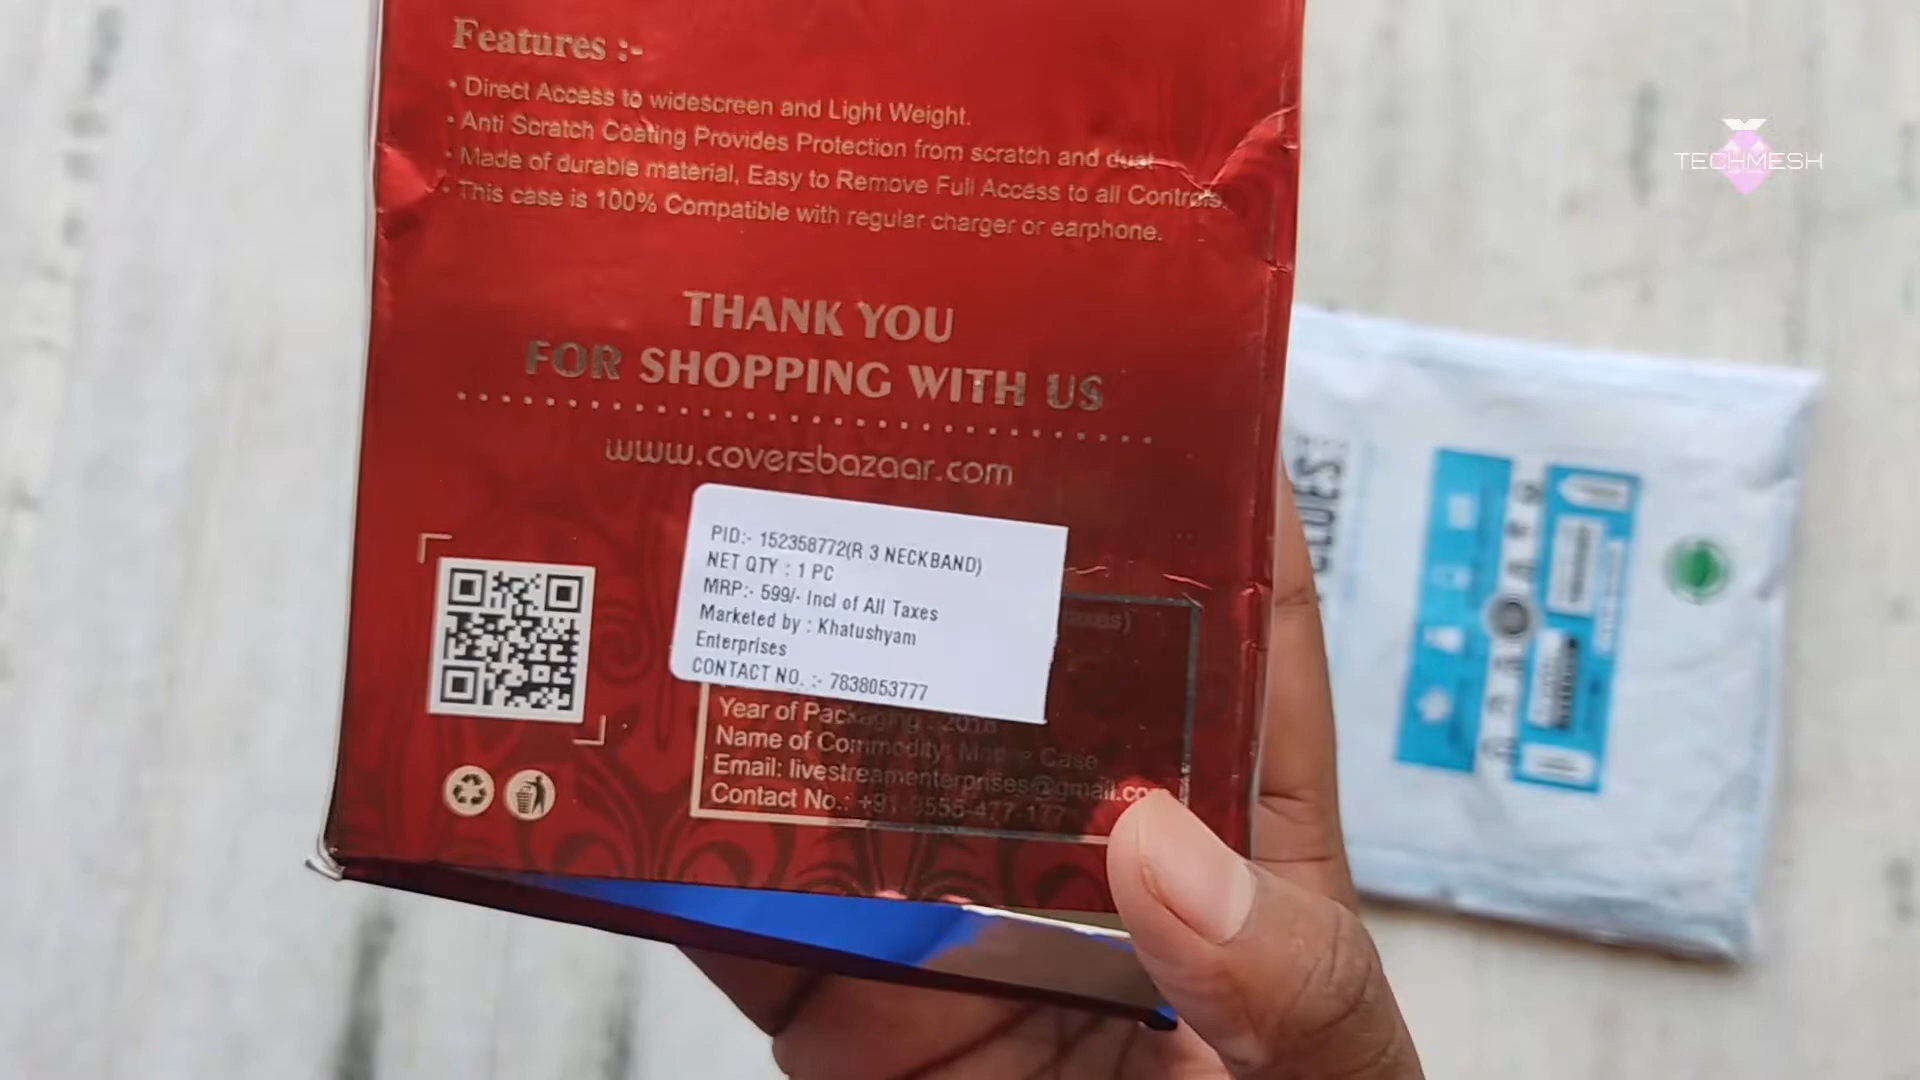 Features :-
• Direct Access to widescreen and Light Weight.
• Anti Scratch Coating Provides Protection from scratch and dust.
• Made of durable material, Easy to Remove Full Access to all Controls.
• This case is 100% Compatible with regular charger or earphone.
THANK YOU
FOR SHOPPING WITH US
www.coversbazaar.com
PID:- 152358772(R 3 NECKBAND)
NET QTY : 1 PC
MRP:- 599/- Incl of All Taxes
Marketed by : Khatushyam
Enterprises
CONTACT NO. :- 7838053777
Year of Packaging : 2018
Name of Commodity: Mobile Case
Email: livestreamenterprises@gmail.co
Contact No.: +91-9555-477-177
TECHMESH